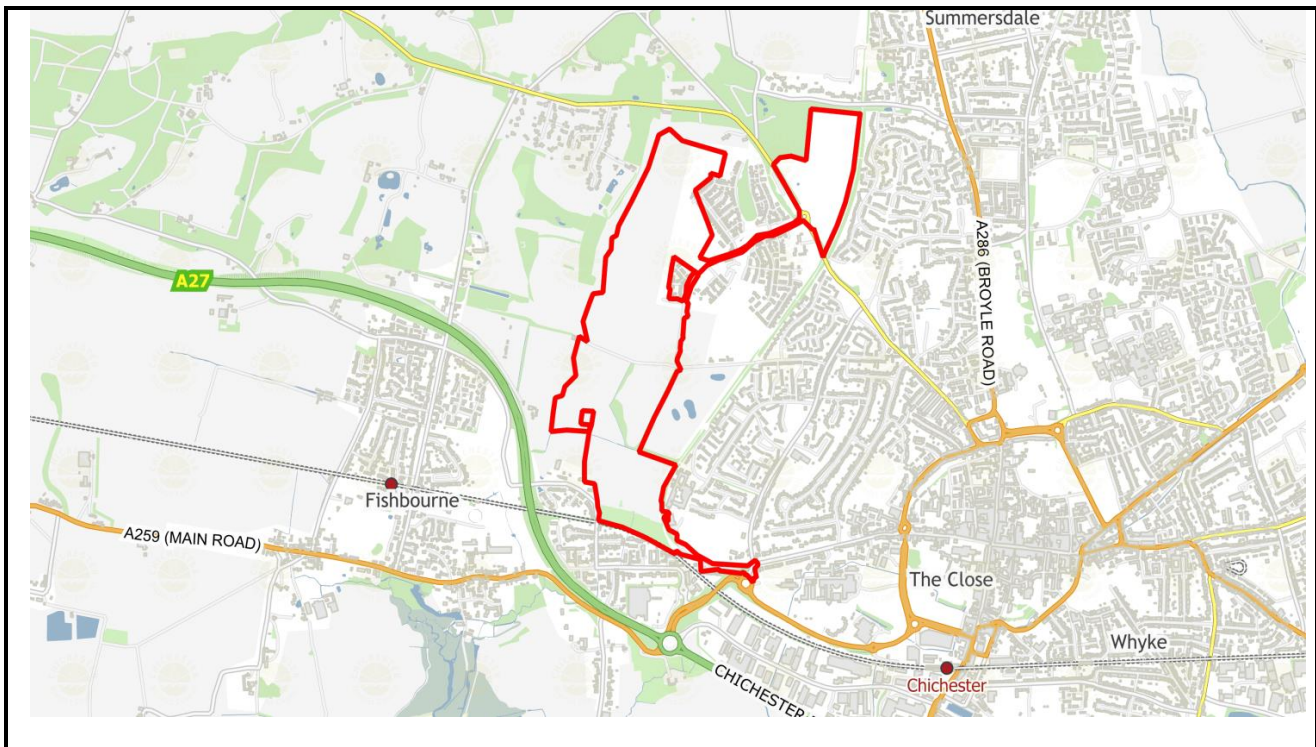 Summersdale
A27
A286 (BROYLE ROAD)
Fishbourne
A259 (MAIN ROAD)
The Close
Whyke
Chichester
CHICHESTER